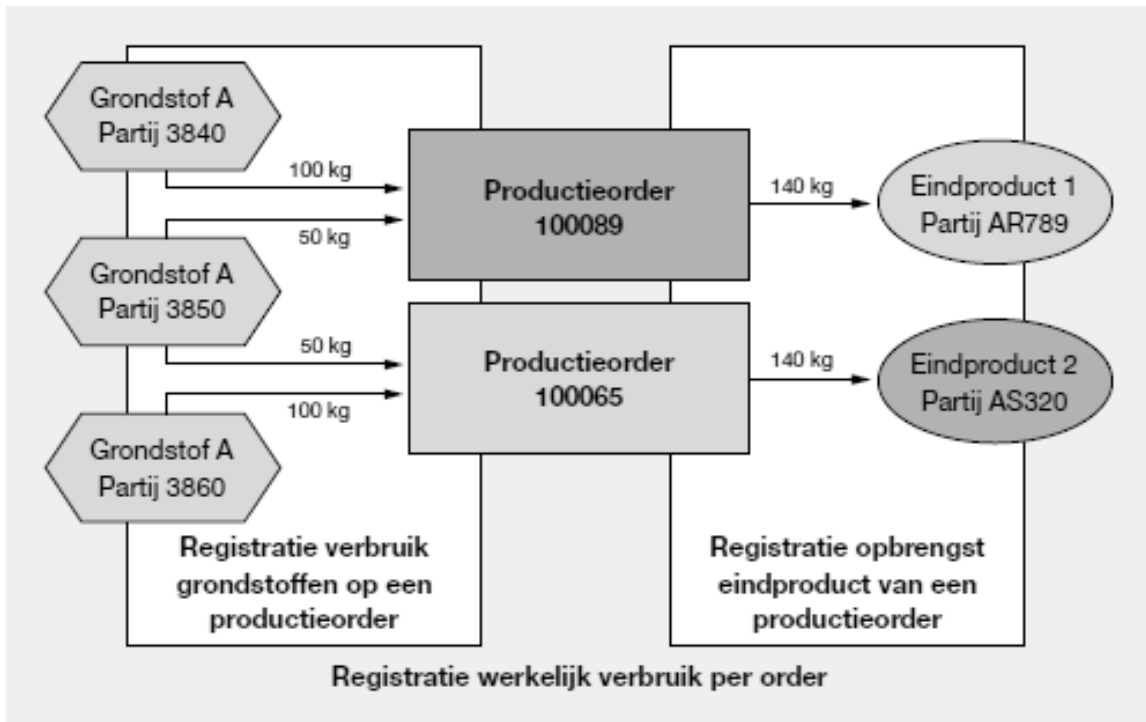 Grondstof A
Partij 3840
100 kg
Productieorder
100089
140 kg
Eindproduct 1
Partij AR789
50 kg
Grondstof A
Partij 3850
50 kg
Productieorder
100065
140 kg
Eindproduct 2
Partij AS320
100 kg
Grondstof A
Partij 3860
Registratie verbruik
grondstoffen op een
productieorder
Registratie opbrengst
eindproduct van een
productieorder
Registratie werkelijk verbruik per order